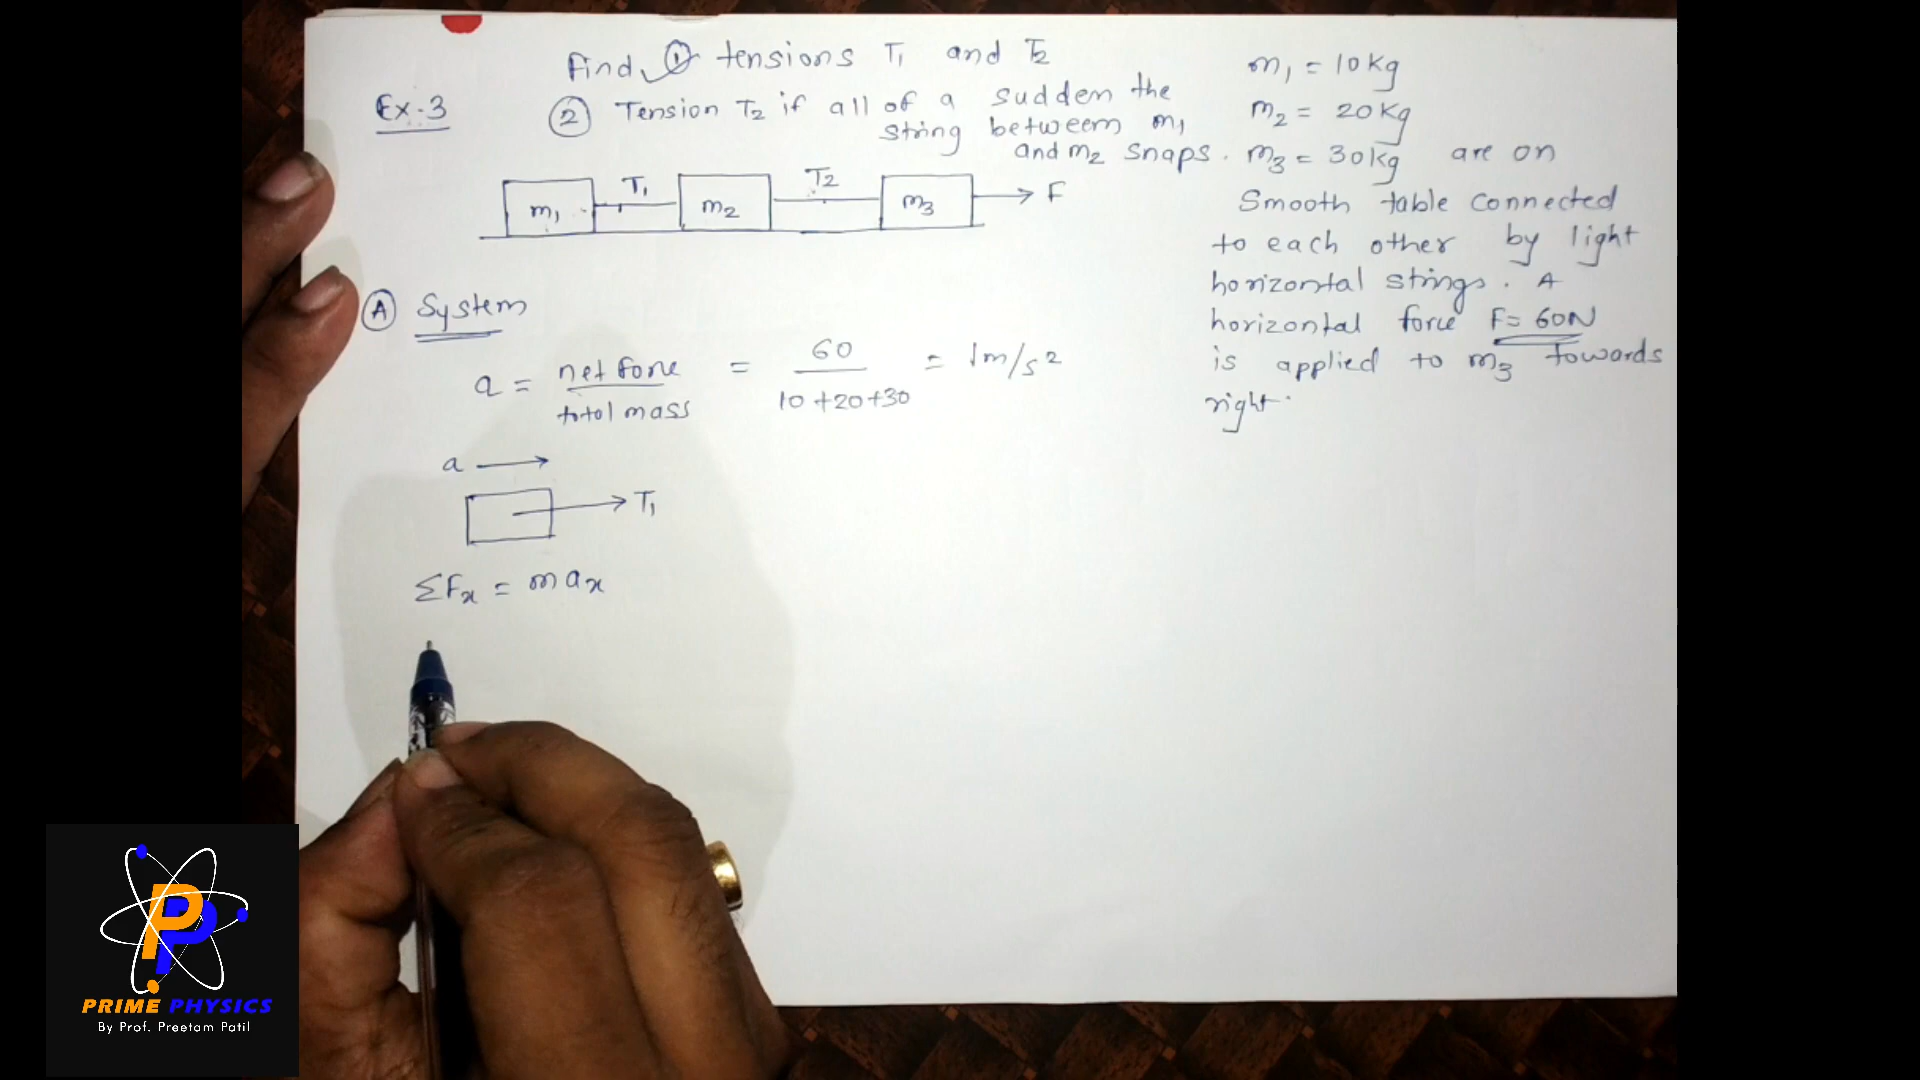 Find ① tensions T₁ and T₂
Ex-3
② Tension T₂ if all of a sudden the
string between m₁
and m₂ snaps.
m₁ = 10kg
m₂ = 20kg
m₃ = 30kg are on
Smooth table connected
to each other by light
horizontal strings. A
horizontal force F= 60N
is applied to m₃ towards
right.
m₁ T₁ m₂ T₂ m₃ F
Ⓐ System
a = net force / total mass = 60 / 10+20+30 = 1m/s²
a
T₁
ΣFₓ = m aₓ
PP
PRIME PHYSICS
By Prof. Preetam Patil